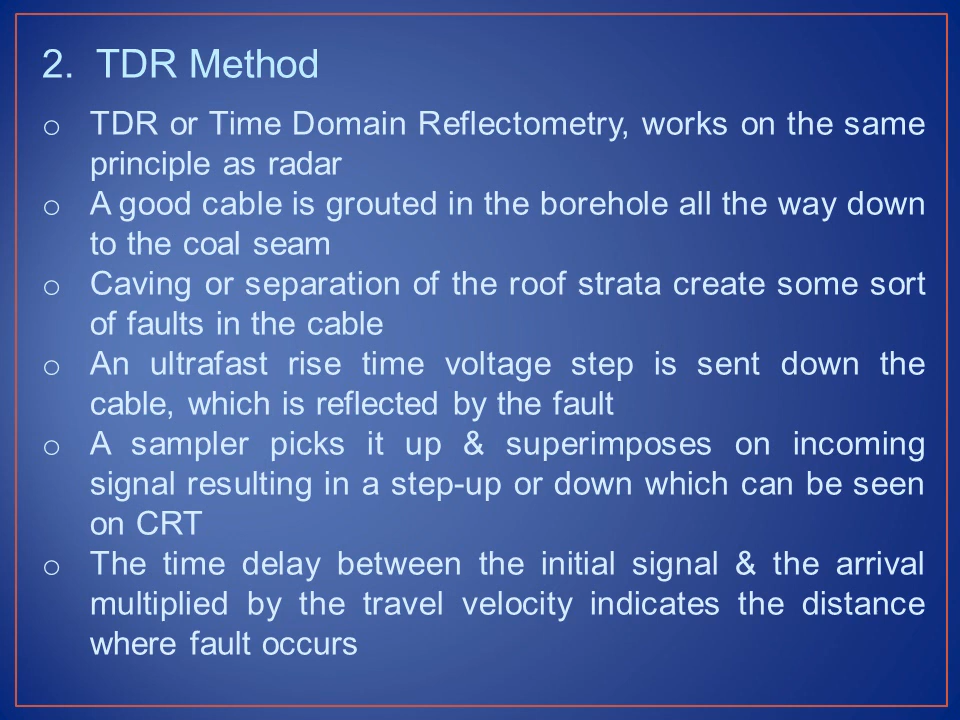 2. TDR Method
o TDR or Time Domain Reflectometry, works on the same
principle as radar
o A good cable is grouted in the borehole all the way down
to the coal seam
o Caving or separation of the roof strata create some sort
of faults in the cable
o An ultrafast rise time voltage step is sent down the
cable, which is reflected by the fault
o A sampler picks it up & superimposes on incoming
signal resulting in a step-up or down which can be seen
on CRT
o The time delay between the initial signal & the arrival
multiplied by the travel velocity indicates the distance
where fault occurs